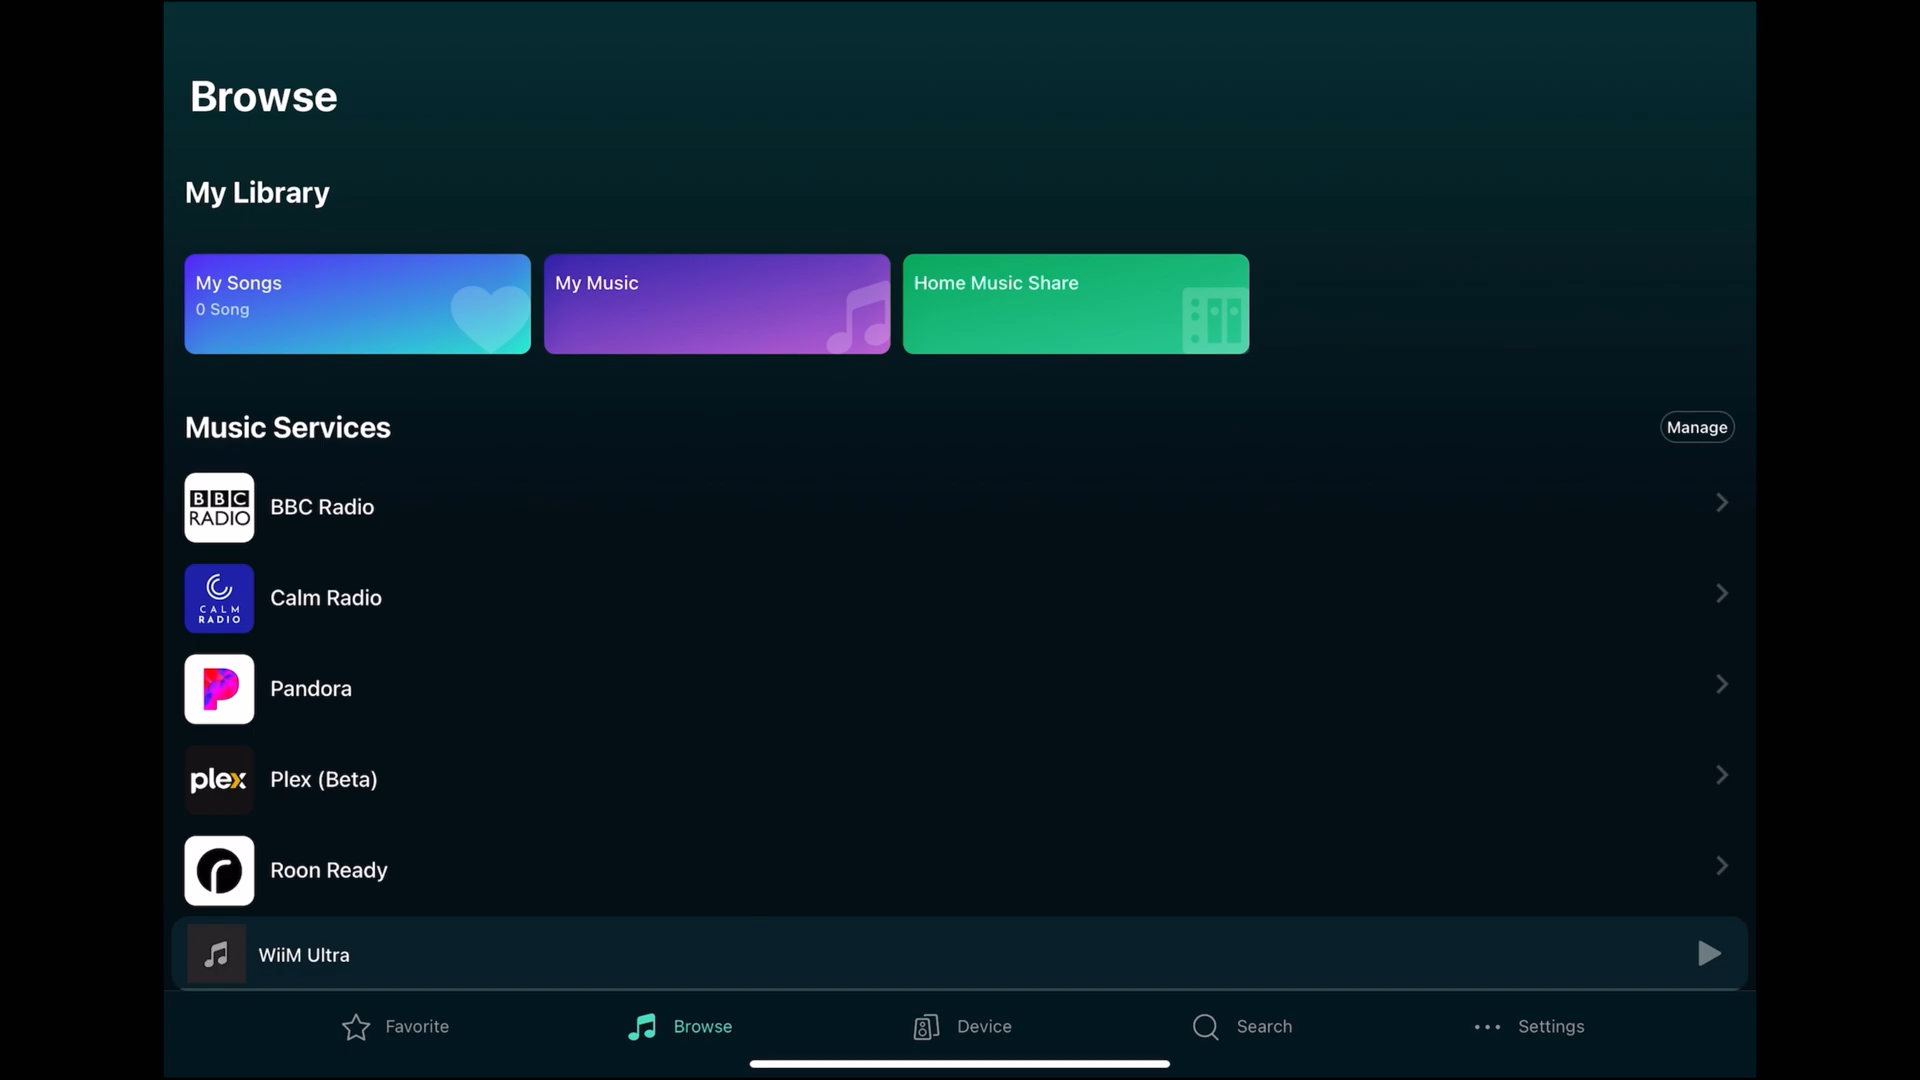 Browse
My Library
My Songs
0 Song
My Music
Home Music Share
Music Services
Manage
BBC
RADIO
BBC Radio
CALM
RADIO
Calm Radio
Pandora
plex
Plex (Beta)
Roon Ready
WiiM Ultra
Favorite
Browse
Device
Search
Settings